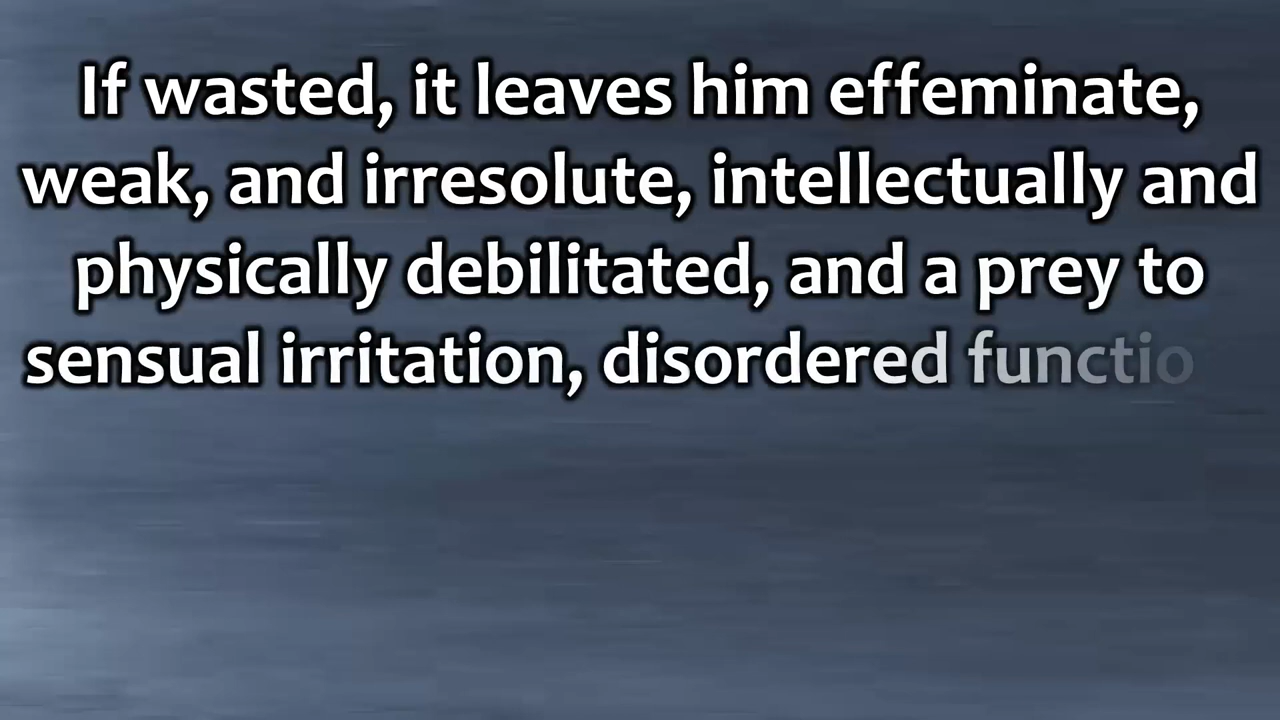 If wasted, it leaves him effeminate,
weak, and irresolute, intellectually and
physically debilitated, and a prey to
sensual irritation, disordered functio